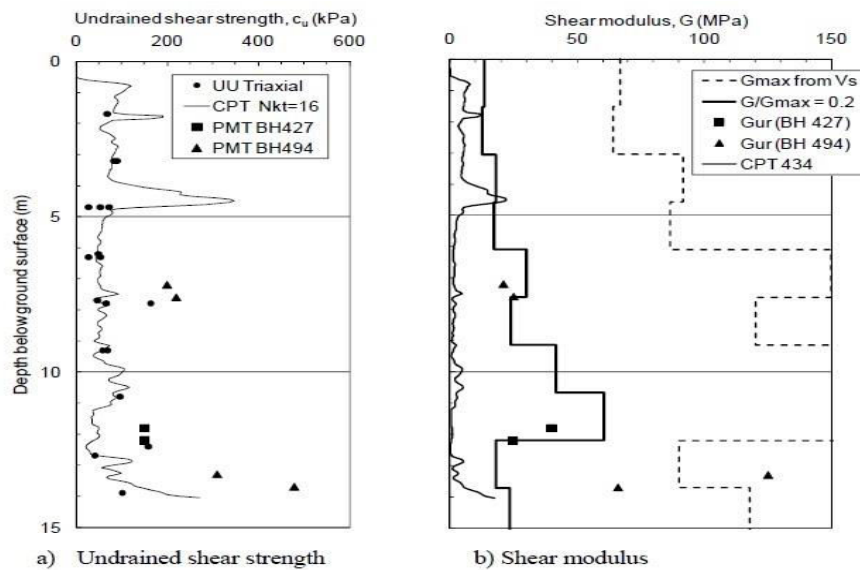 Undrained shear strength, cu (kPa)
0 200 400 600
0
5
10
15
Depth below ground surface (m)
UU Triaxial
CPT Nkt=16
PMT BH427
PMT BH494
a) Undrained shear strength
Shear modulus, G (MPa)
0 50 100 150
Gmax from Vs
G/Gmax = 0.2
Gur (BH 427)
Gur (BH 494)
CPT 434
b) Shear modulus